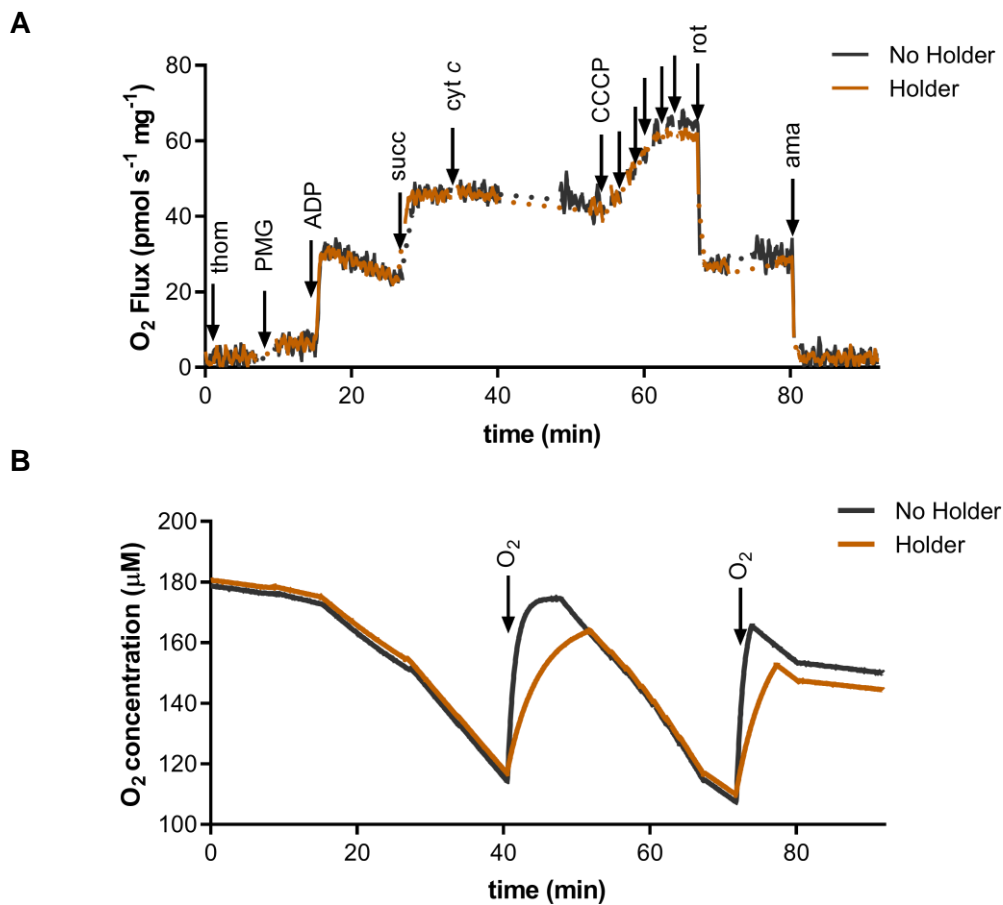 A
No Holder
Holder
O₂ Flux (pmol s⁻¹ mg⁻¹)
80
60
40
20
0
thom
PMG
ADP
succ
cyt c
CCCP
rot
ama
0 20 40 60 80
time (min)
B
No Holder
Holder
O₂ concentration (μM)
200
180
160
140
120
100
O₂
O₂
0 20 40 60 80
time (min)